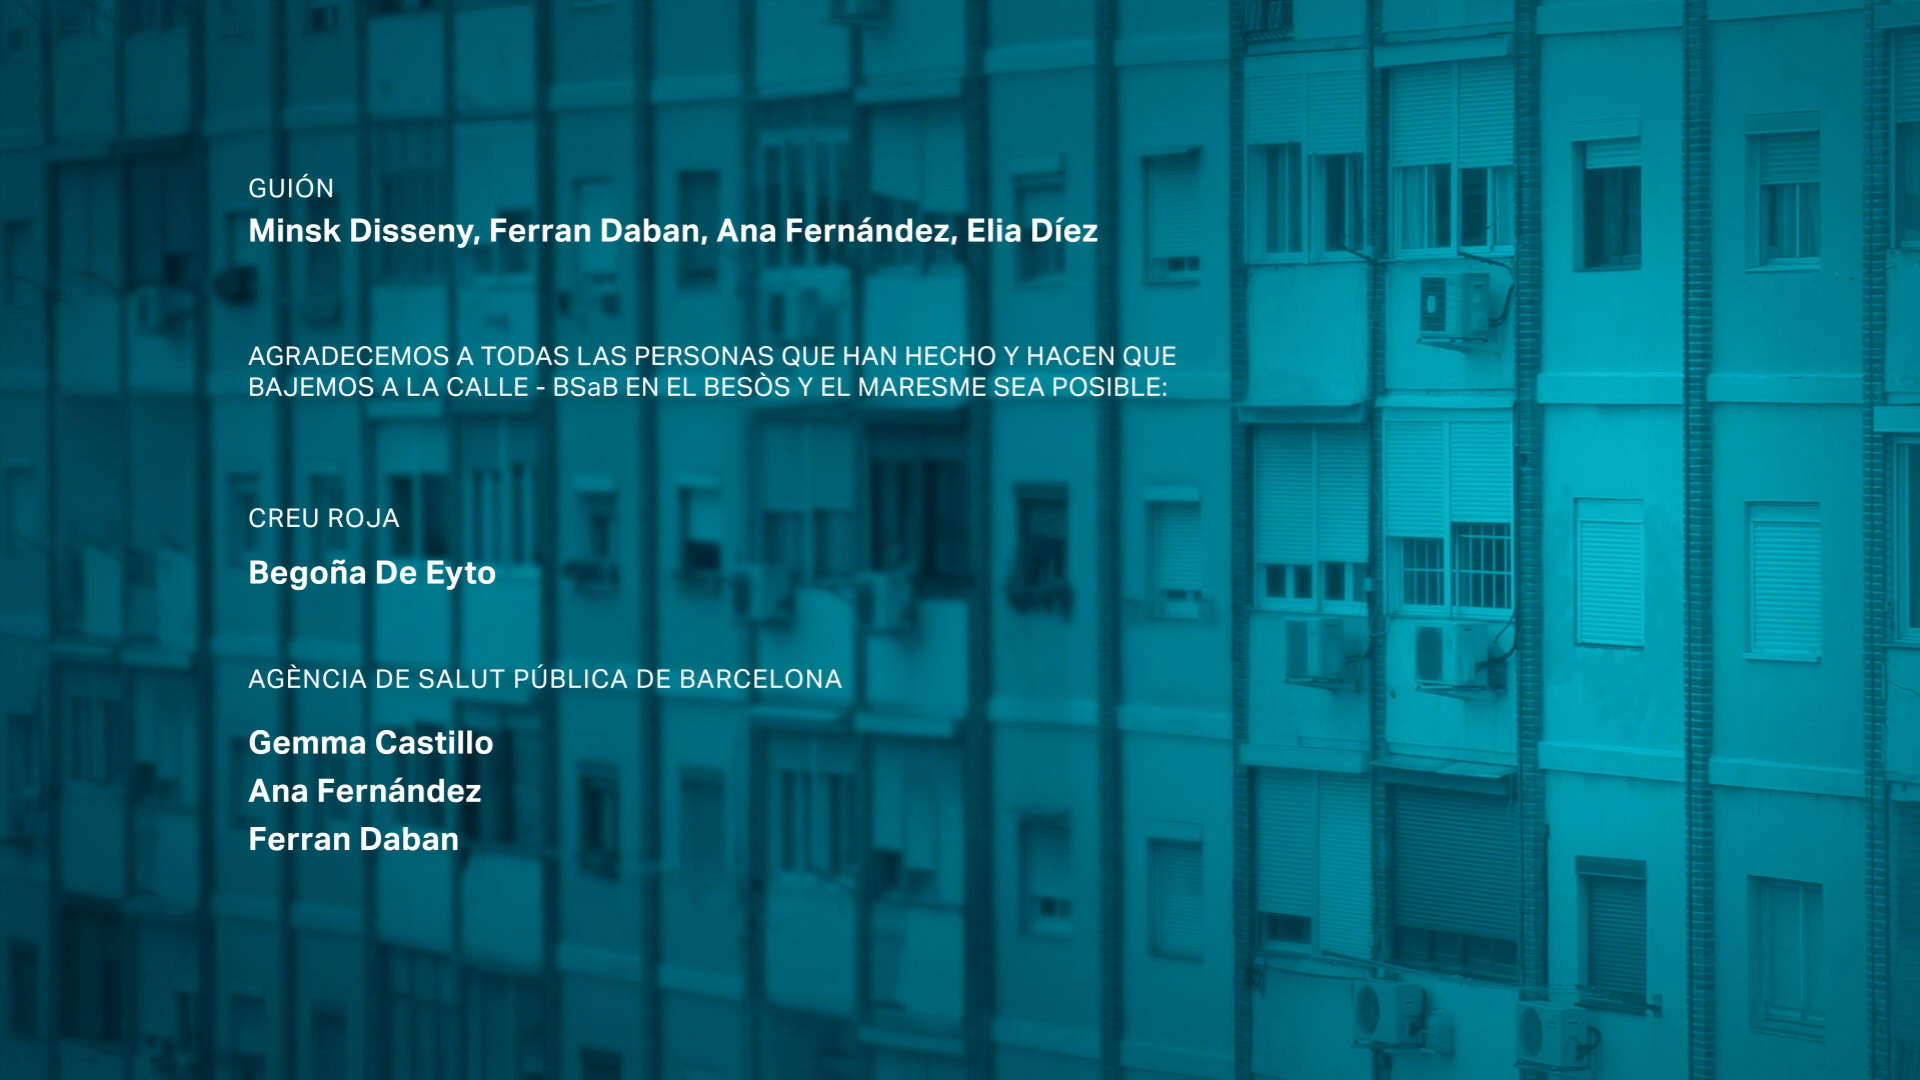 GUIÓN
Minsk Disseny, Ferran Daban, Ana Fernández, Elia Díez
AGRADECEMOS A TODAS LAS PERSONAS QUE HAN HECHO Y HACEN QUE
BAJEMOS A LA CALLE - BSaB EN EL BESÒS Y EL MARESME SEA POSIBLE:
CREU ROJA
Begoña De Eyto
AGÈNCIA DE SALUT PÚBLICA DE BARCELONA
Gemma Castillo
Ana Fernández
Ferran Daban